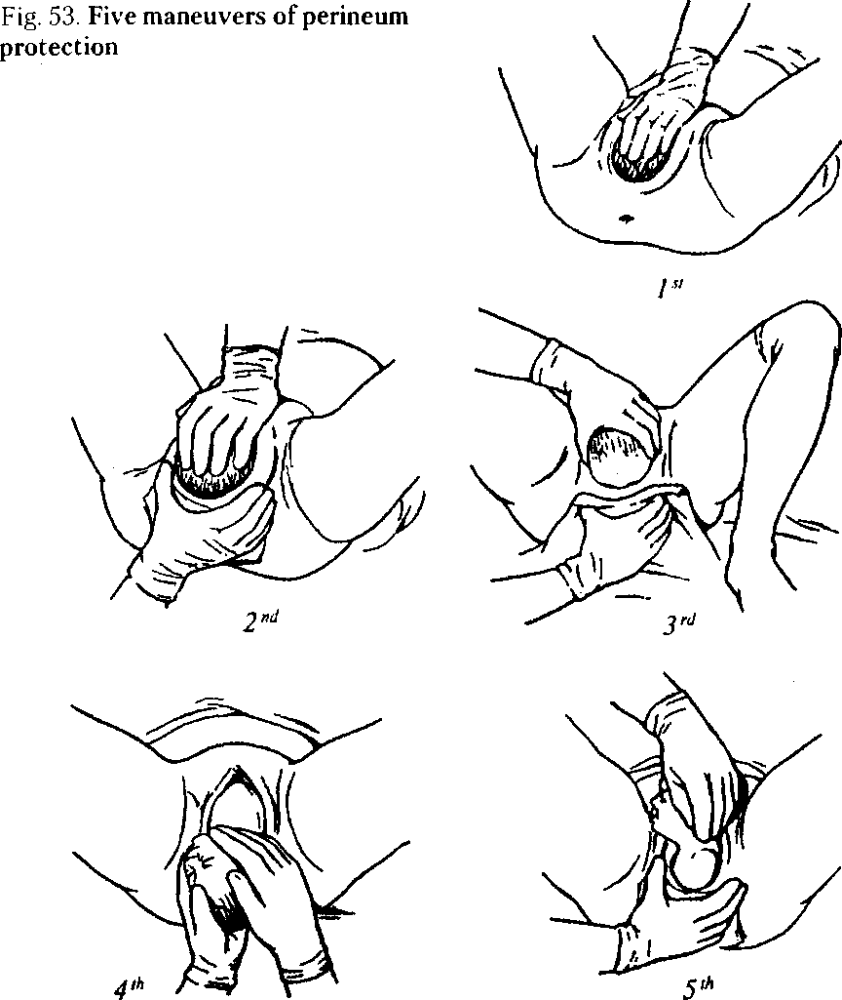 Fig. 53. Five maneuvers of perineum
protection
1st
2nd
3rd
4th
5th